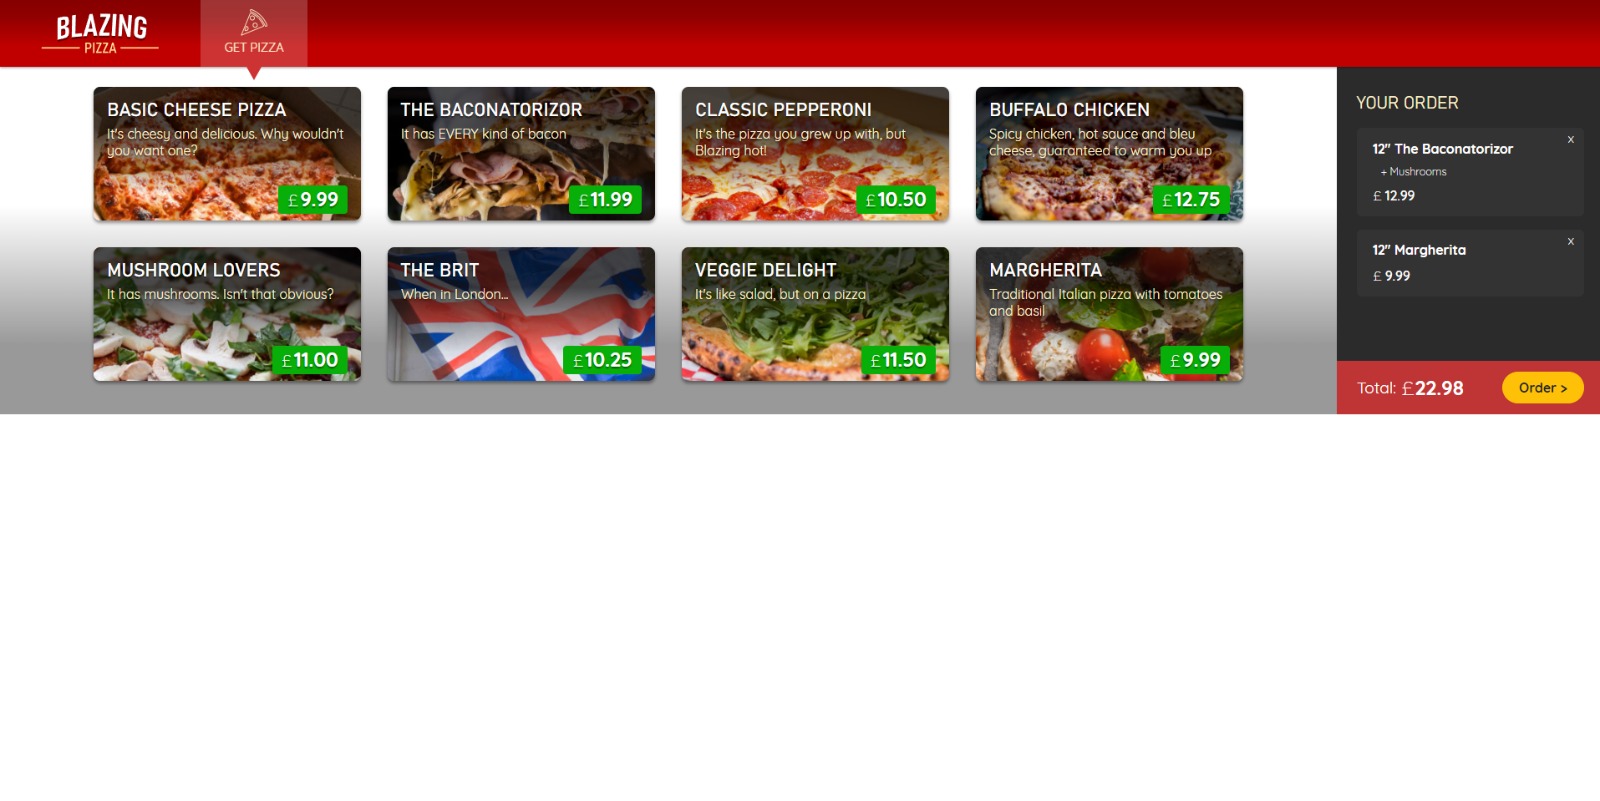 BLAZING
PIZZA
GET PIZZA
BASIC CHEESE PIZZA
It's cheesy and delicious. Why wouldn't
you want one?
£9.99
THE BACONATORIZOR
It has EVERY kind of bacon
£11.99
CLASSIC PEPPERONI
It's the pizza you grew up with, but
Blazing hot!
£10.50
BUFFALO CHICKEN
Spicy chicken, hot sauce and bleu
cheese, guaranteed to warm you up
£12.75
MUSHROOM LOVERS
It has mushrooms. Isn't that obvious?
£11.00
THE BRIT
When in London...
£10.25
VEGGIE DELIGHT
It's like salad, but on a pizza
£11.50
MARGHERITA
Traditional Italian pizza with tomatoes
and basil
£9.99
YOUR ORDER
x
12" The Baconatorizor
+ Mushrooms
£ 12.99
x
12" Margherita
£ 9.99
Total: £22.98
Order >